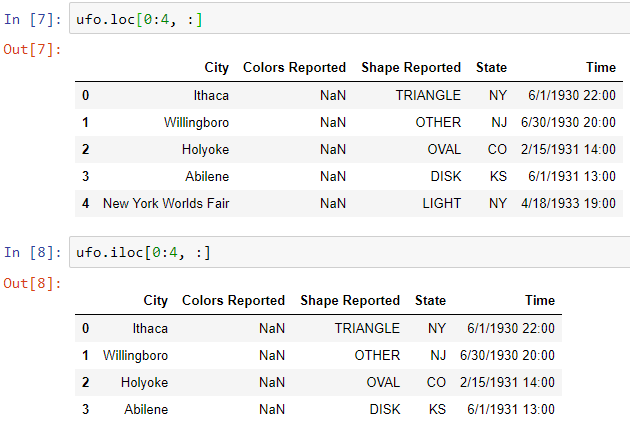 In [7]: ufo.loc[0:4, :]
Out[7]:
City Colors Reported Shape Reported State Time
0 Ithaca NaN TRIANGLE NY 6/1/1930 22:00
1 Willingboro NaN OTHER NJ 6/30/1930 20:00
2 Holyoke NaN OVAL CO 2/15/1931 14:00
3 Abilene NaN DISK KS 6/1/1931 13:00
4 New York Worlds Fair NaN LIGHT NY 4/18/1933 19:00
In [8]: ufo.iloc[0:4, :]
Out[8]:
City Colors Reported Shape Reported State Time
0 Ithaca NaN TRIANGLE NY 6/1/1930 22:00
1 Willingboro NaN OTHER NJ 6/30/1930 20:00
2 Holyoke NaN OVAL CO 2/15/1931 14:00
3 Abilene NaN DISK KS 6/1/1931 13:00